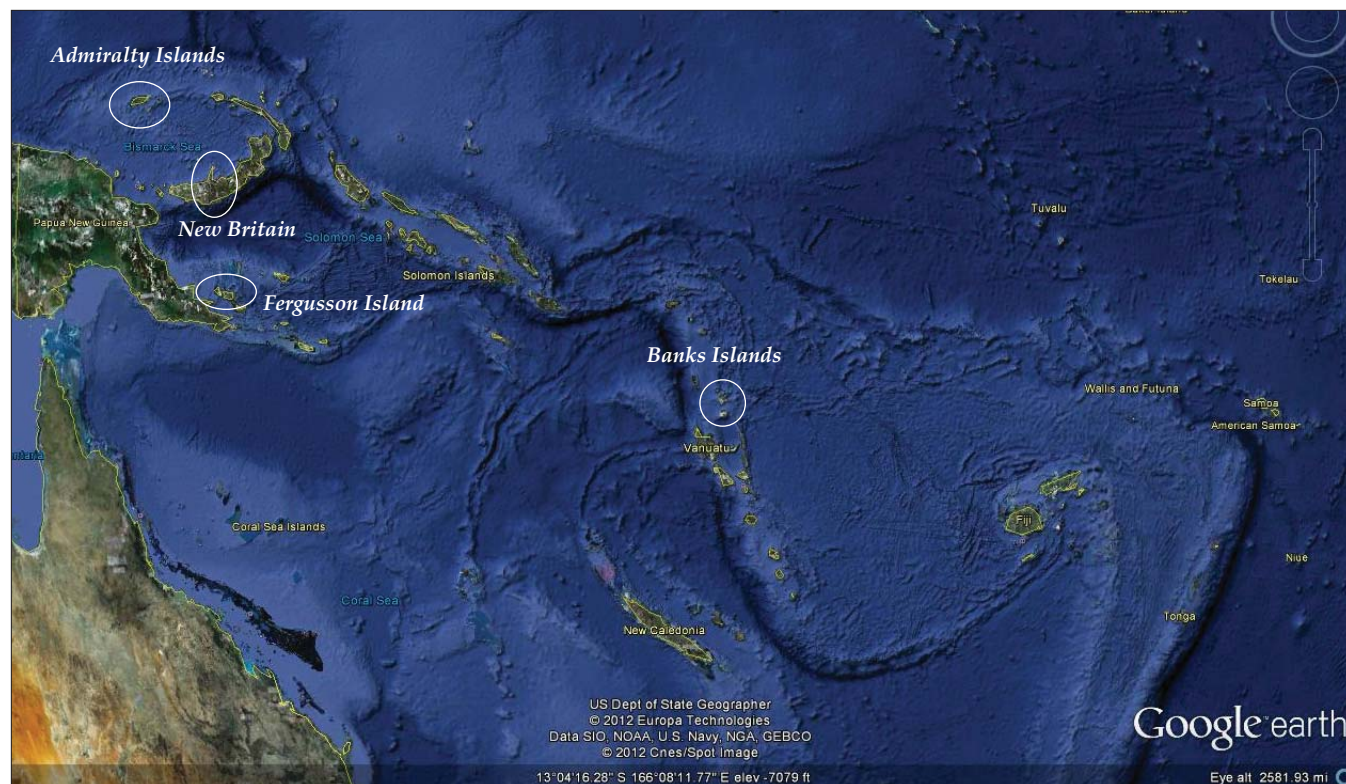 Baker Island
Admiralty Islands
Bismarck Sea
New Britain
Papua New Guinea
Solomon Sea
Tuvalu
Solomon Islands
Tokelau
Fergusson Island
Banks Islands
Wallis and Futuna
Samoa
American Samoa
Vanuatu
Coral Sea Islands
Fiji
Niue
Coral Sea
Tonga
New Caledonia
US Dept of State Geographer
© 2012 Europa Technologies
Data SIO, NOAA, U.S. Navy, NGA, GEBCO
© 2012 Cnes/Spot Image
Google earth
13°04'16.28" S 166°08'11.77" E elev -7079 ft
Eye alt 2581.93 mi